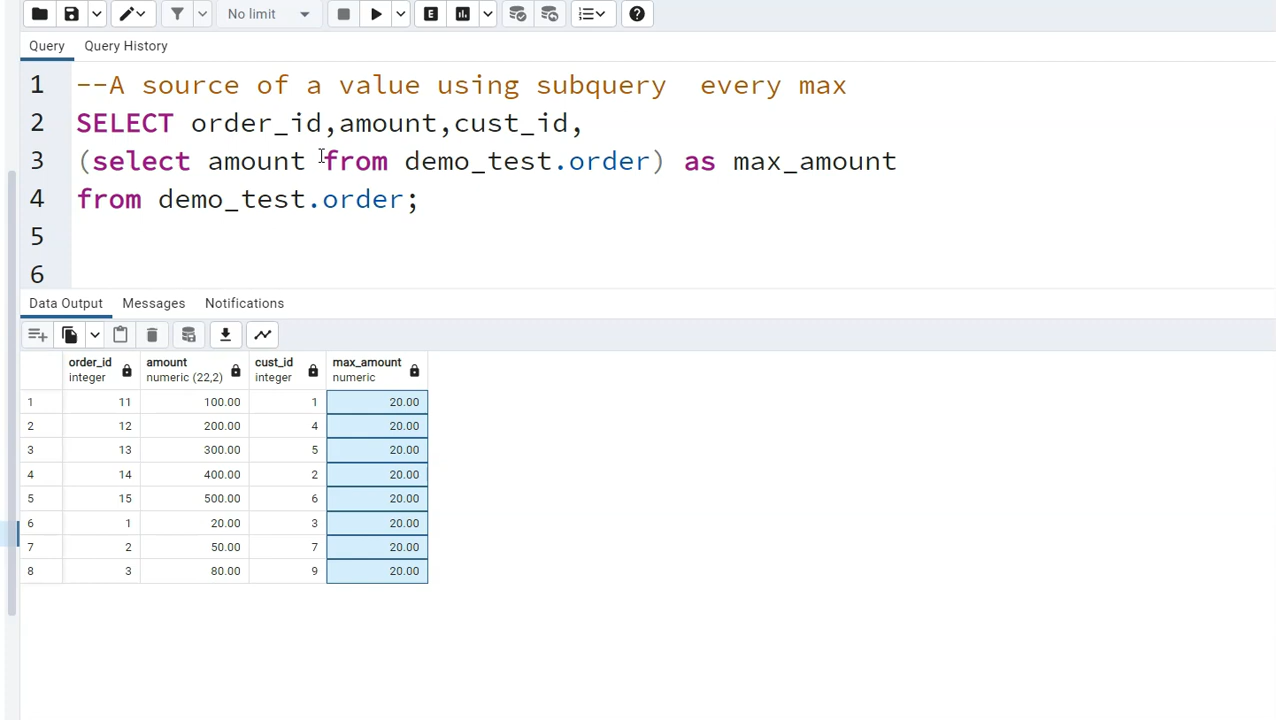 No limit
Query Query History
1 --A source of a value using subquery  every max
2 SELECT order_id,amount,cust_id,
3 (select amount from demo_test.order) as max_amount
4 from demo_test.order;
5
6
Data Output Messages Notifications
order_id amount cust_id max_amount
integer numeric (22,2) integer numeric
1 11 100.00 1 20.00
2 12 200.00 4 20.00
3 13 300.00 5 20.00
4 14 400.00 2 20.00
5 15 500.00 6 20.00
6 1 20.00 3 20.00
7 2 50.00 7 20.00
8 3 80.00 9 20.00